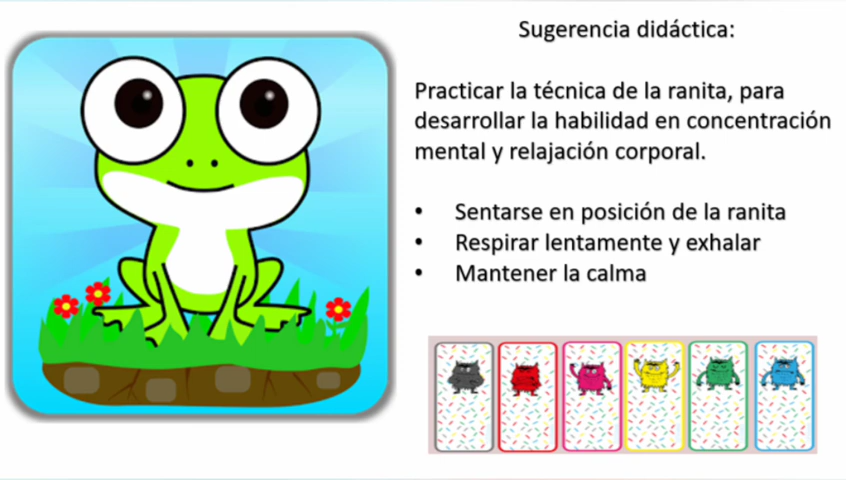 Sugerencia didáctica:
Practicar la técnica de la ranita, para
desarrollar la habilidad en concentración
mental y relajación corporal.
• Sentarse en posición de la ranita
• Respirar lentamente y exhalar
• Mantener la calma